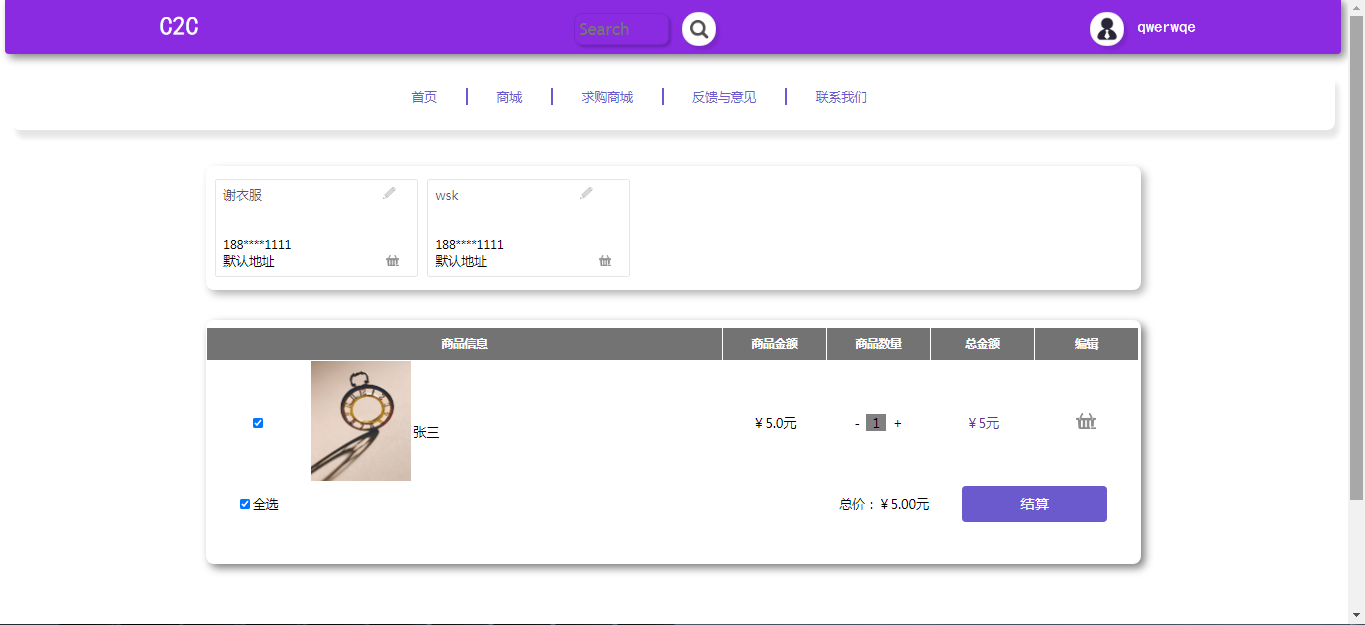 C2C
Search
qwerwqe
首页 商城 求购商城 反馈与意见 联系我们
谢衣服 wsk
188****1111 188****1111
默认地址 默认地址
商品信息 商品金额 商品数量 总金额 编辑
张三 ¥5.0元 - 1 + ¥5元
全选 总价：¥5.00元 结算